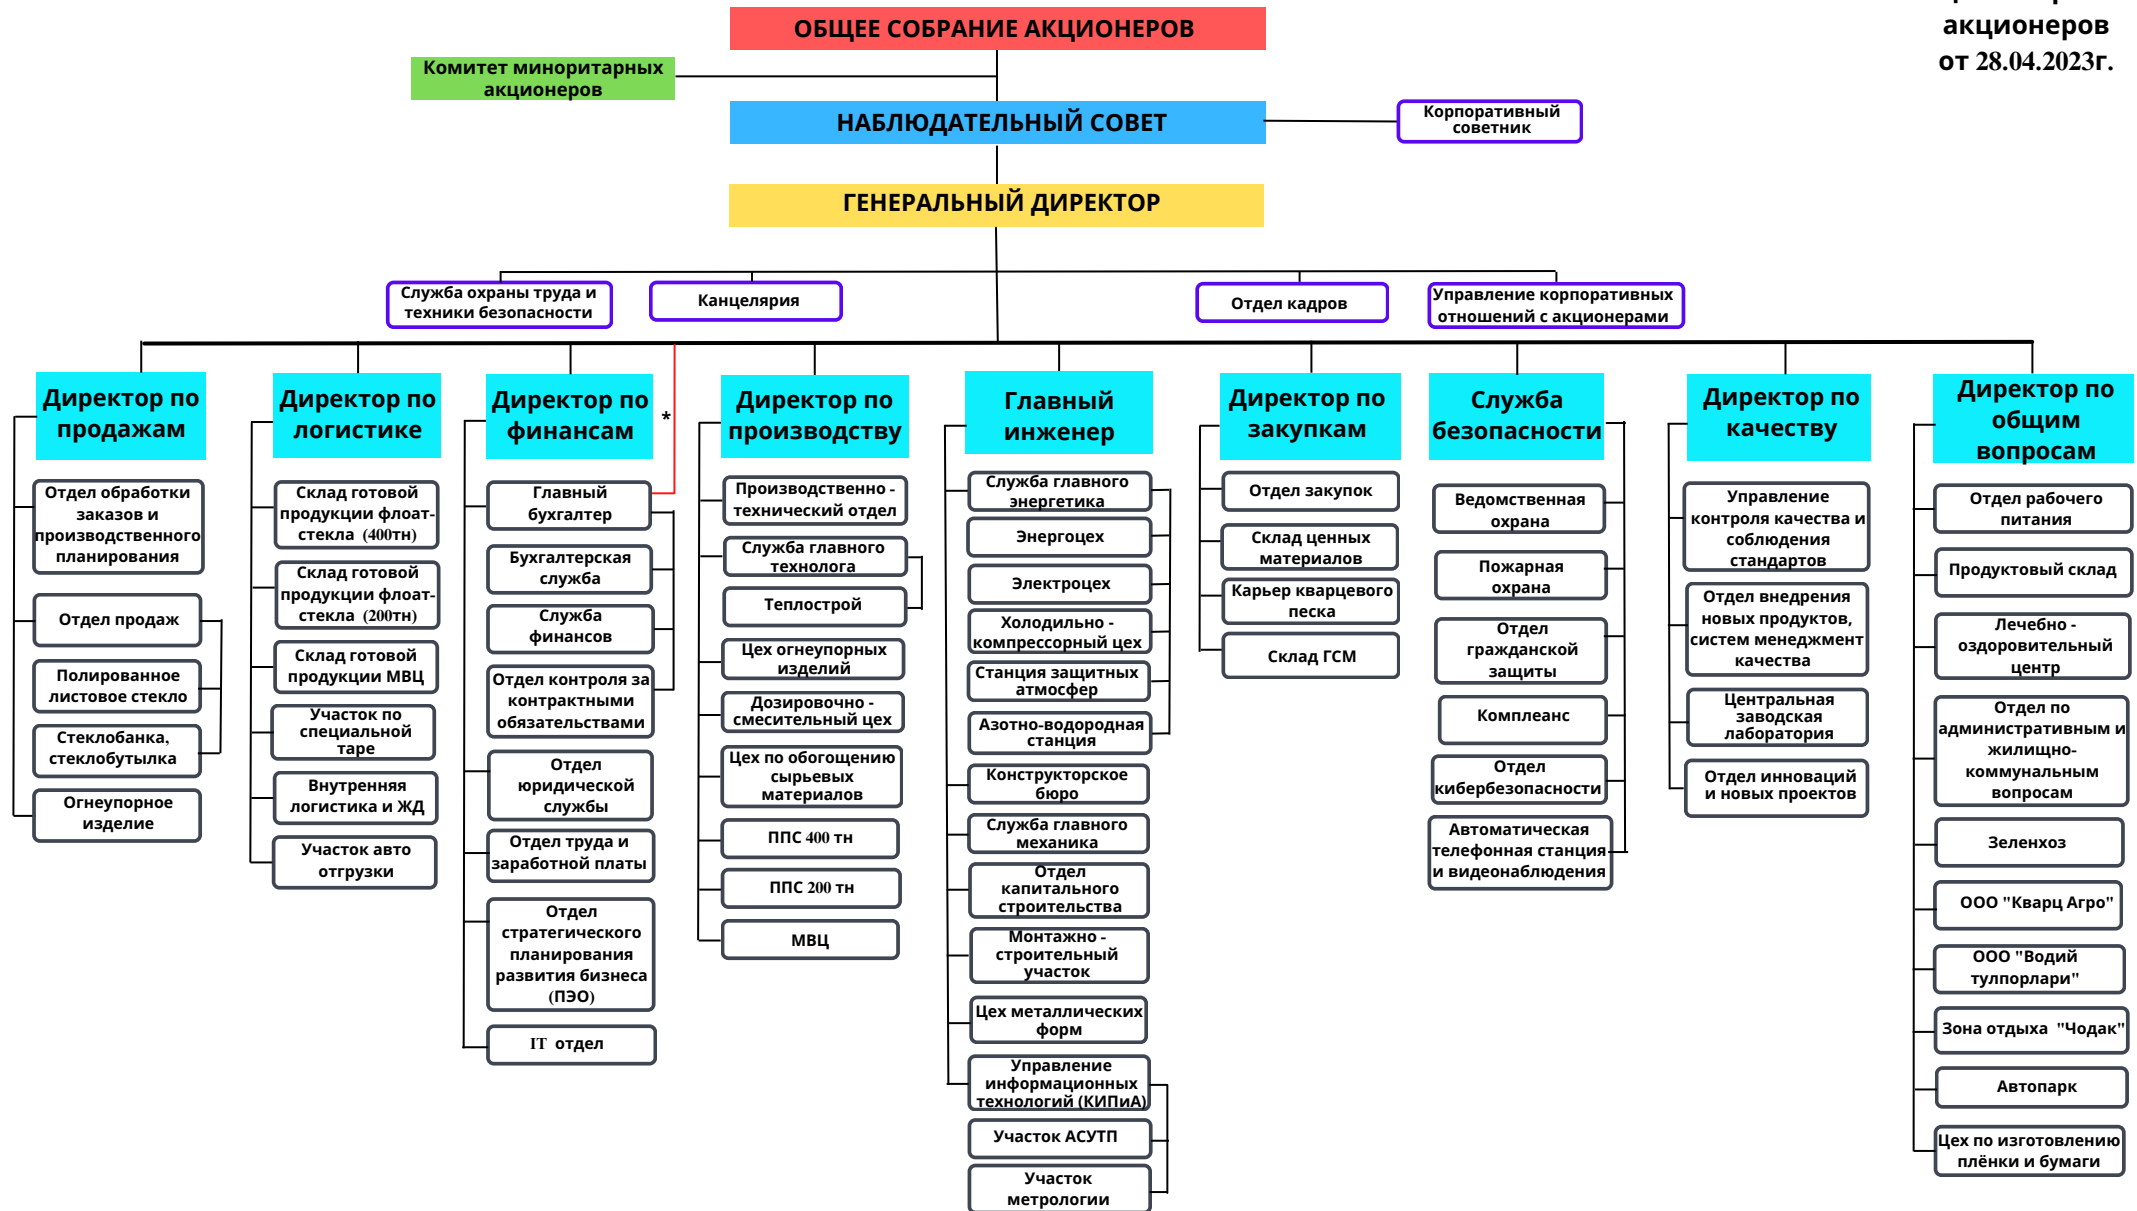 акционеров
от 28.04.2023г.
ОБЩЕЕ СОБРАНИЕ АКЦИОНЕРОВ
Комитет миноритарных
акционеров
НАБЛЮДАТЕЛЬНЫЙ СОВЕТ
Корпоративный
советник
ГЕНЕРАЛЬНЫЙ ДИРЕКТОР
Служба охраны труда и
техники безопасности
Канцелярия
Отдел кадров
Управление корпоративных
отношений с акционерами
Директор по
продажам
Отдел обработки
заказов и
производственного
планирования
Отдел продаж
Полированное
листовое стекло
Стеклобанка,
стеклобутылка
Огнеупорное
изделие
Директор по
логистике
Склад готовой
продукции флоат-
стекла (400тн)
Склад готовой
продукции флоат-
стекла (200тн)
Склад готовой
продукции МВЦ
Участок по
специальной
таре
Внутренняя
логистика и ЖД
Участок авто
отгрузки
Директор по
финансам
*
Главный
бухгалтер
Бухгалтерская
служба
Служба
финансов
Отдел контроля за
контрактными
обязательствами
Отдел
юридической
службы
Отдел труда и
заработной платы
Отдел
стратегического
планирования
развития бизнеса
(ПЭО)
IT отдел
Директор по
производству
Производственно -
технический отдел
Служба главного
технолога
Теплострой
Цех огнеупорных
изделий
Дозировочно -
смесительный цех
Цех по обогощению
сырьевых
материалов
ППС 400 тн
ППС 200 тн
МВЦ
Главный
инженер
Служба главного
энергетика
Энергоцех
Электроцех
Холодильно -
компрессорный цех
Станция защитных
атмосфер
Азотно-водородная
станция
Конструкторское
бюро
Служба главного
механика
Отдел
капитального
строительства
Монтажно -
строительный
участок
Цех металлических
форм
Управление
информационных
технологий (КИПиА)
Участок АСУТП
Участок
метрологии
Директор по
закупкам
Отдел закупок
Склад ценных
материалов
Карьер кварцевого
песка
Склад ГСМ
Служба
безопасности
Ведомственная
охрана
Пожарная
охрана
Отдел
гражданской
защиты
Комплеанс
Отдел
кибербезопасности
Автоматическая
телефонная станция
и видеонаблюдения
Директор по
качеству
Управление
контроля качества и
соблюдения
стандартов
Отдел внедрения
новых продуктов,
систем менеджмент
качества
Центральная
заводская
лаборатория
Отдел инноваций
и новых проектов
Директор по
общим
вопросам
Отдел рабочего
питания
Продуктовый склад
Лечебно -
оздоровительный
центр
Отдел по
административным и
жилищно-
коммунальным
вопросам
Зеленхоз
ООО "Кварц Агро"
ООО "Водий
тулпорлари"
Зона отдыха "Чодак"
Автопарк
Цех по изготовлению
плёнки и бумаги